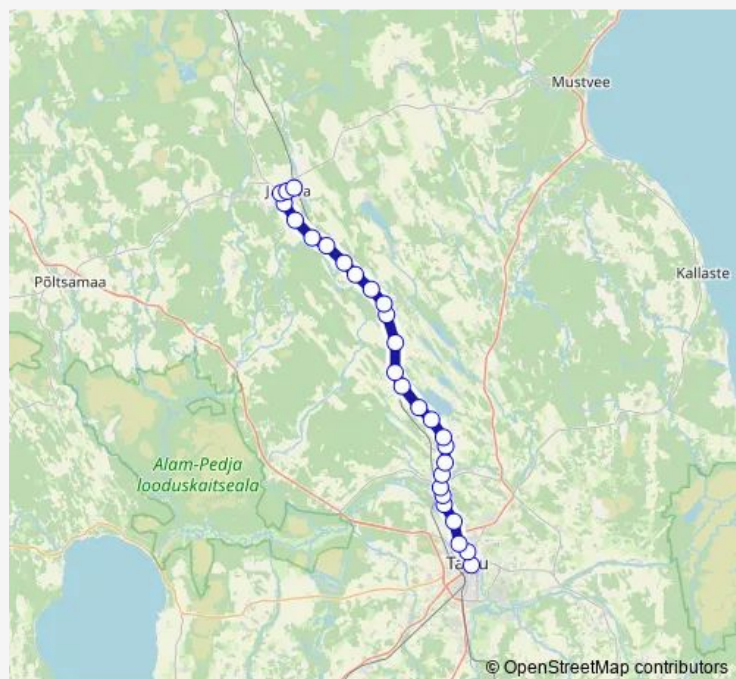 Mustvee
Kallaste
Põltsamaa
Alam-Pedja
looduskaitseala
© OpenStreetMap contributors